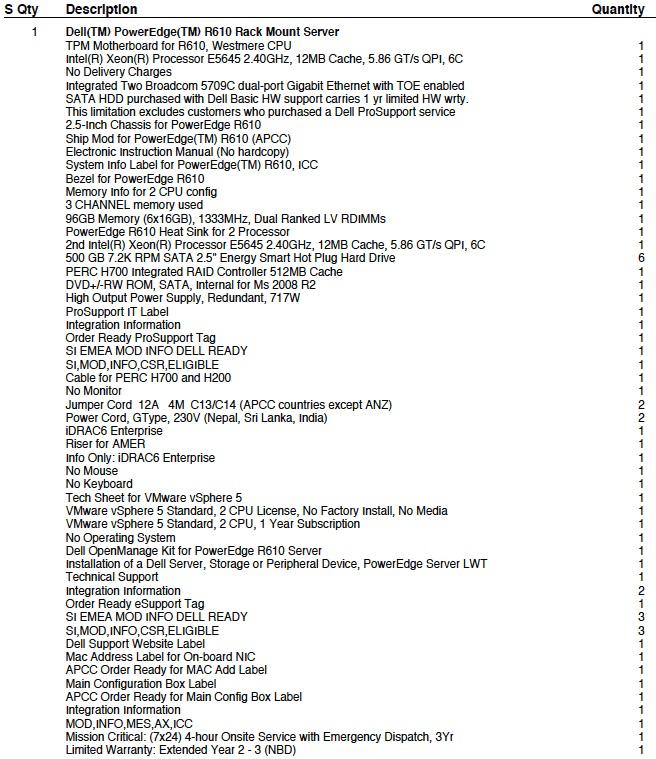 S Qty Description Quantity
1 Dell(TM) PowerEdge(TM) R610 Rack Mount Server
TPM Motherboard for R610, Westmere CPU 1
Intel(R) Xeon(R) Processor E5645 2.40GHz, 12MB Cache, 5.86 GT/s QPI, 6C 1
No Delivery Charges 1
Integrated Two Broadcom 5709C dual-port Gigabit Ethernet with TOE enabled 1
SATA HDD purchased with Dell Basic HW support carries 1 yr limited HW wrty. 1
This limitation excludes customers who purchased a Dell ProSupport service 1
2.5-Inch Chassis for PowerEdge R610 1
Ship Mod for PowerEdge(TM) R610 (APCC) 1
Electronic Instruction Manual (No hardcopy) 1
System Info Label for PowerEdge(TM) R610, ICC 1
Bezel for PowerEdge R610 1
Memory Info for 2 CPU config 1
3 CHANNEL memory used 1
96GB Memory (6x16GB), 1333MHz, Dual Ranked LV RDIMMs 1
PowerEdge R610 Heat Sink for 2 Processor 1
2nd Intel(R) Xeon(R) Processor E5645 2.40GHz, 12MB Cache, 5.86 GT/s QPI, 6C 1
500 GB 7.2K RPM SATA 2.5" Energy Smart Hot Plug Hard Drive 6
PERC H700 Integrated RAID Controller 512MB Cache 1
DVD+/-RW ROM, SATA, Internal for Ms 2008 R2 1
High Output Power Supply, Redundant, 717W 1
ProSupport IT Label 1
Integration Information 1
Order Ready ProSupport Tag 1
SI EMEA MOD INFO DELL READY 1
SI,MOD,INFO,CSR,ELIGIBLE 1
Cable for PERC H700 and H200 1
No Monitor 1
Jumper Cord 12A 4M C13/C14 (APCC countries except ANZ) 2
Power Cord, GType, 230V (Nepal, Sri Lanka, India) 2
iDRAC6 Enterprise 1
Riser for AMER 1
Info Only: iDRAC6 Enterprise 1
No Mouse 1
No Keyboard 1
Tech Sheet for VMware vSphere 5 1
VMware vSphere 5 Standard, 2 CPU License, No Factory Install, No Media 1
VMware vSphere 5 Standard, 2 CPU, 1 Year Subscription 1
No Operating System 1
Dell OpenManage Kit for PowerEdge R610 Server 1
Installation of a Dell Server, Storage or Peripheral Device, PowerEdge Server LWT 1
Technical Support 1
Integration Information 2
Order Ready eSupport Tag 1
SI EMEA MOD INFO DELL READY 3
SI,MOD,INFO,CSR,ELIGIBLE 3
Dell Support Website Label 1
Mac Address Label for On-board NIC 1
APCC Order Ready for MAC Add Label 1
Main Configuration Box Label 1
APCC Order Ready for Main Config Box Label 1
Integration Information 1
MOD,INFO,MES,AX,ICC 1
Mission Critical: (7x24) 4-hour Onsite Service with Emergency Dispatch, 3Yr 1
Limited Warranty: Extended Year 2 - 3 (NBD) 1